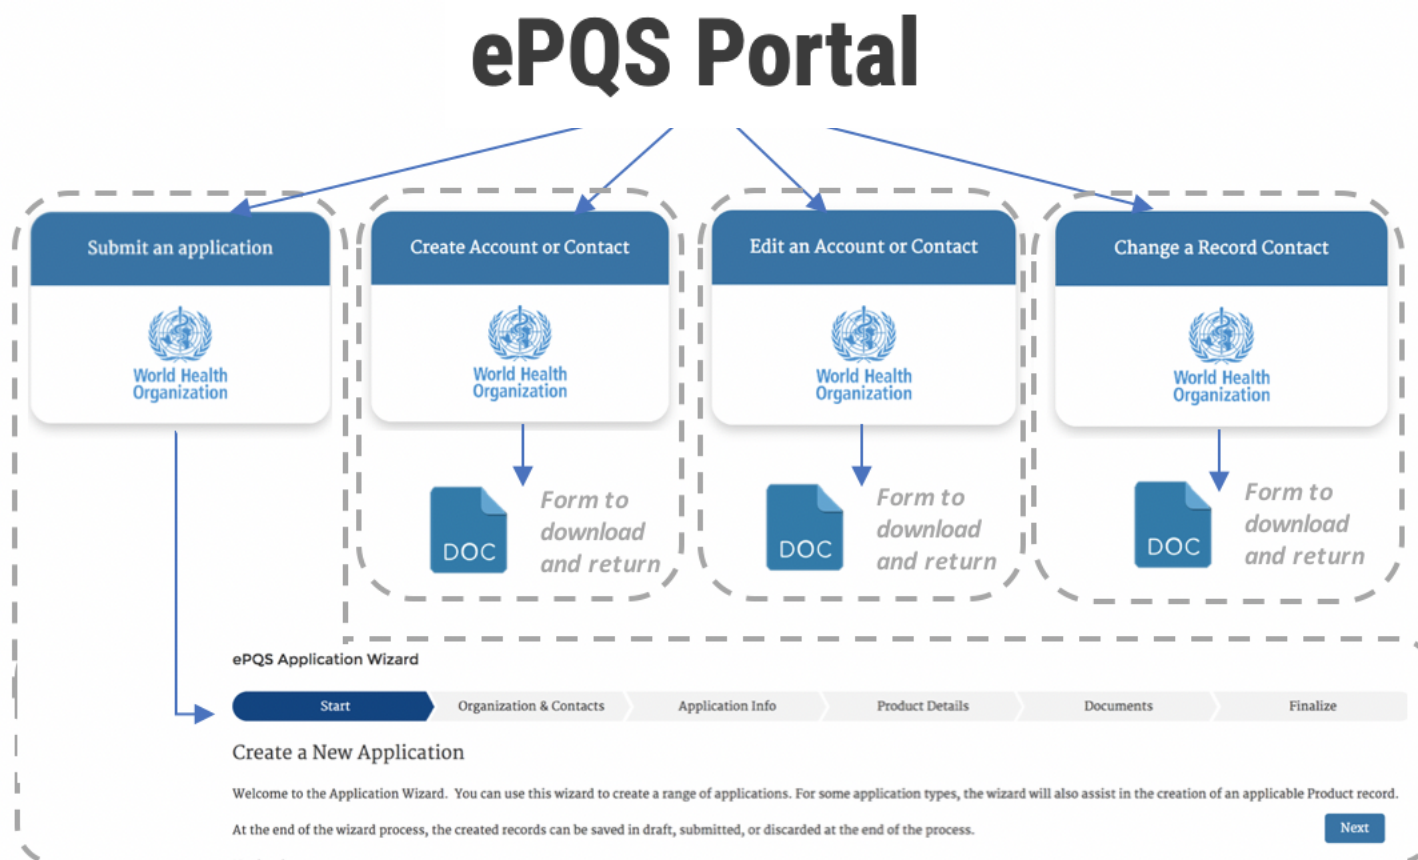 ePQS Portal
Submit an application
Create Account or Contact
Edit an Account or Contact
Change a Record Contact
World Health
Organization
World Health
Organization
World Health
Organization
World Health
Organization
DOC
Form to
download
and return
DOC
Form to
download
and return
DOC
Form to
download
and return
ePQS Application Wizard
Start
Organization & Contacts
Application Info
Product Details
Documents
Finalize
Create a New Application
Welcome to the Application Wizard. You can use this wizard to create a range of applications. For some application types, the wizard will also assist in the creation of an applicable Product record.
At the end of the wizard process, the created records can be saved in draft, submitted, or discarded at the end of the process.
Next